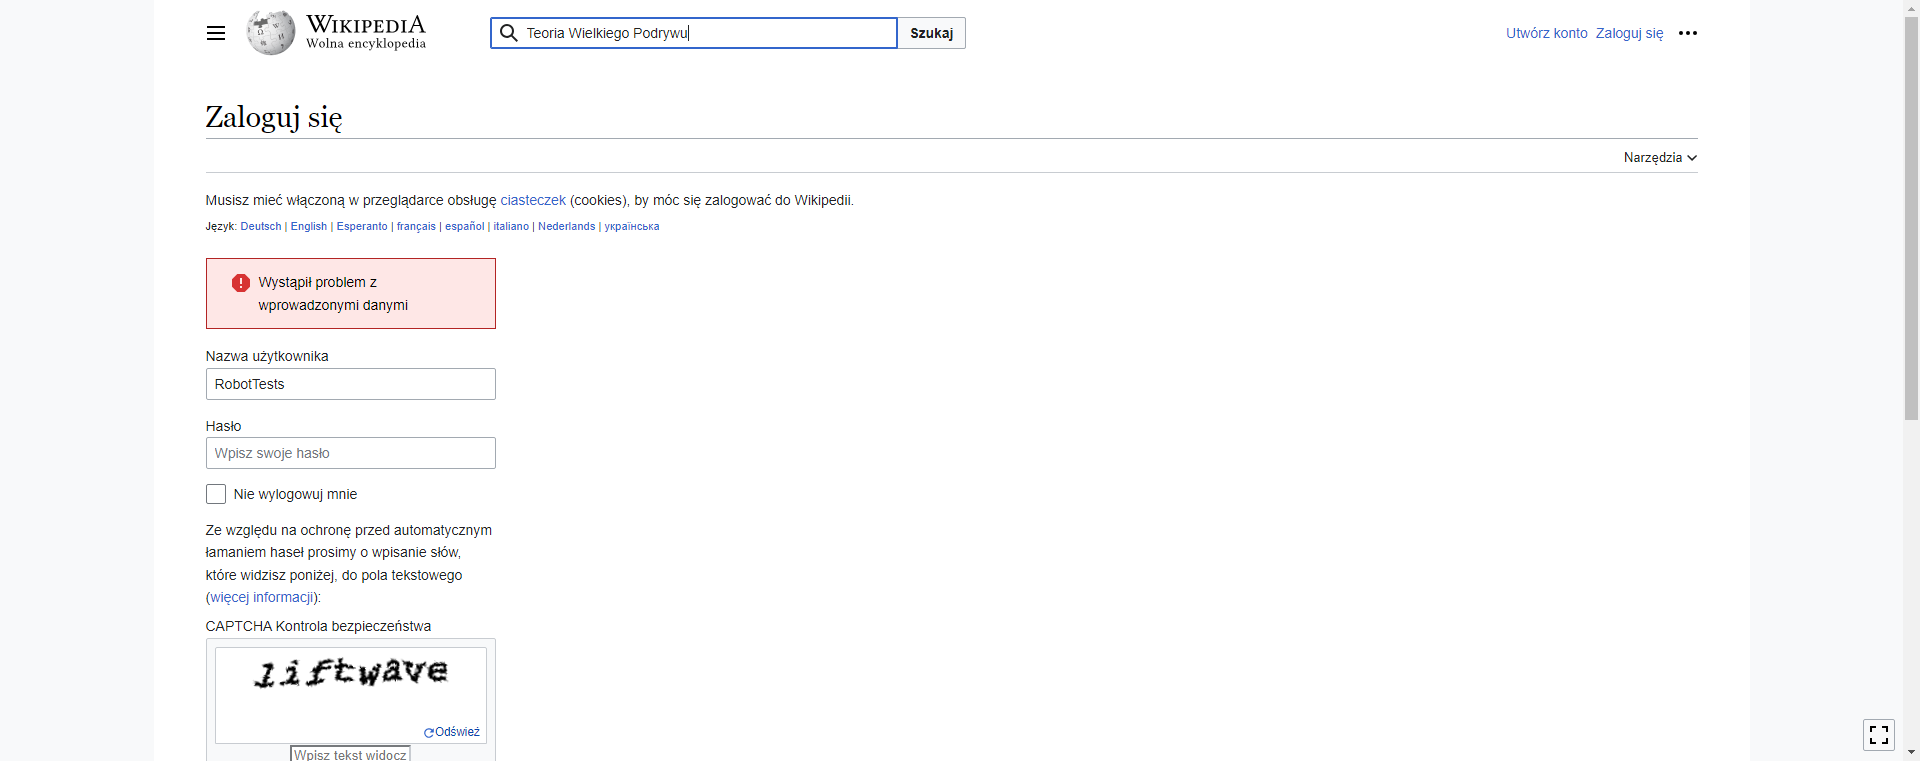 WIKIPEDIA
Wolna encyklopedia
Teoria Wielkiego Podrywu
Szukaj
Utwórz konto Zaloguj się
Zaloguj się
Narzędzia
Musisz mieć włączoną w przeglądarce obsługę ciasteczek (cookies), by móc się zalogować do Wikipedii.
Język: Deutsch | English | Esperanto | français | español | italiano | Nederlands | українська
Wystąpił problem z
wprowadzonymi danymi
Nazwa użytkownika
RobotTests
Hasło
Wpisz swoje hasło
Nie wylogowuj mnie
Ze względu na ochronę przed automatycznym
łamaniem haseł prosimy o wpisanie słów,
które widzisz poniżej, do pola tekstowego
(więcej informacji):
CAPTCHA Kontrola bezpieczeństwa
liftwave
Odśwież
Wpisz tekst widocz